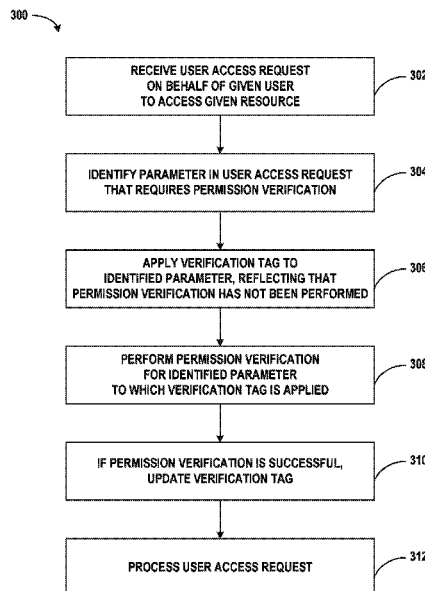 300
RECEIVE USER ACCESS REQUEST
ON BEHALF OF GIVEN USER
TO ACCESS GIVEN RESOURCE
302
IDENTIFY PARAMETER IN USER ACCESS REQUEST
THAT REQUIRES PERMISSION VERIFICATION
304
APPLY VERIFICATION TAG TO
IDENTIFIED PARAMETER, REFLECTING THAT
PERMISSION VERIFICATION HAS NOT BEEN PERFORMED
306
PERFORM PERMISSION VERIFICATION
FOR IDENTIFIED PARAMETER
TO WHICH VERIFICATION TAG IS APPLIED
308
IF PERMISSION VERIFICATION IS SUCCESSFUL,
UPDATE VERIFICATION TAG
310
PROCESS USER ACCESS REQUEST
312